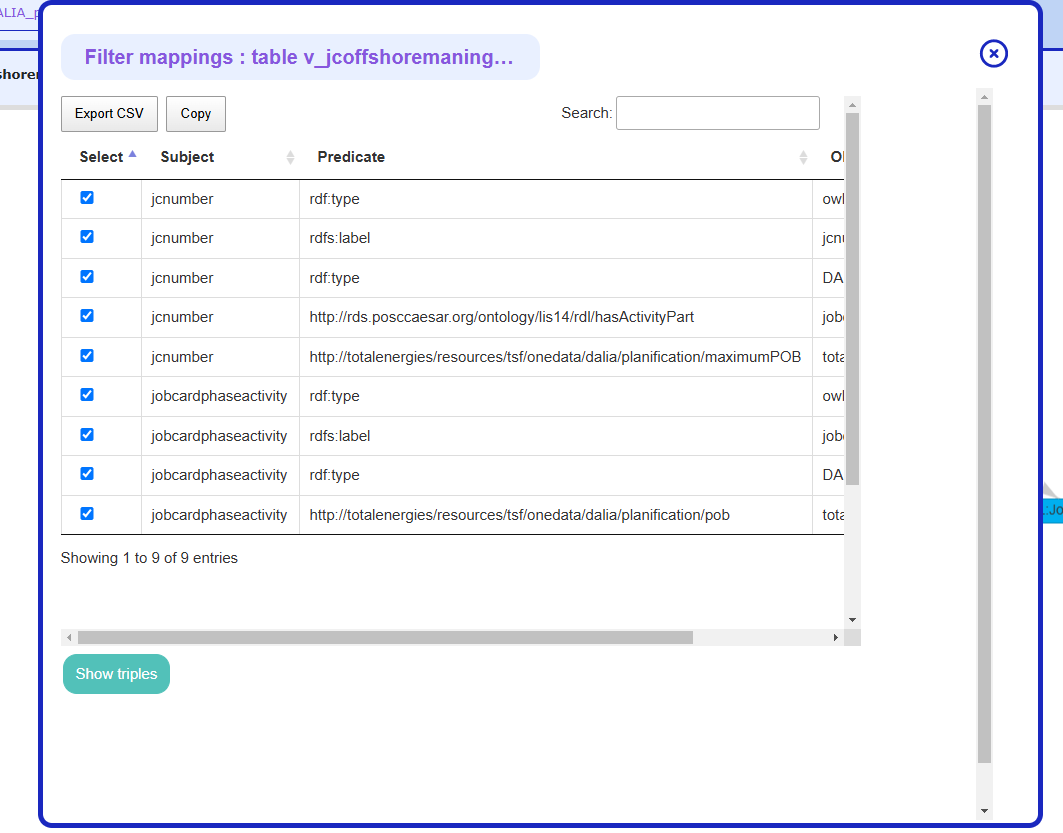 ALIA_p
Filter mappings : table v_jcoffshoremaning…
shorem
Export CSV Copy Search:
Select Subject Predicate
jcnumber rdf:type owl
jcnumber rdfs:label
jcnumber rdf:type DA
jcnumber http://rds.posccaesar.org/ontology/lis14/rdl/hasActivityPart job
jcnumber http://totalenergies/resources/tsf/onedata/dalia/planification/maximumPOB tota
jobcardphaseactivity rdf:type owl
jobcardphaseactivity rdfs:label job
jobcardphaseactivity rdf:type DA
jobcardphaseactivity http://totalenergies/resources/tsf/onedata/dalia/planification/pob tota
:Jo
Showing 1 to 9 of 9 entries
Show triples